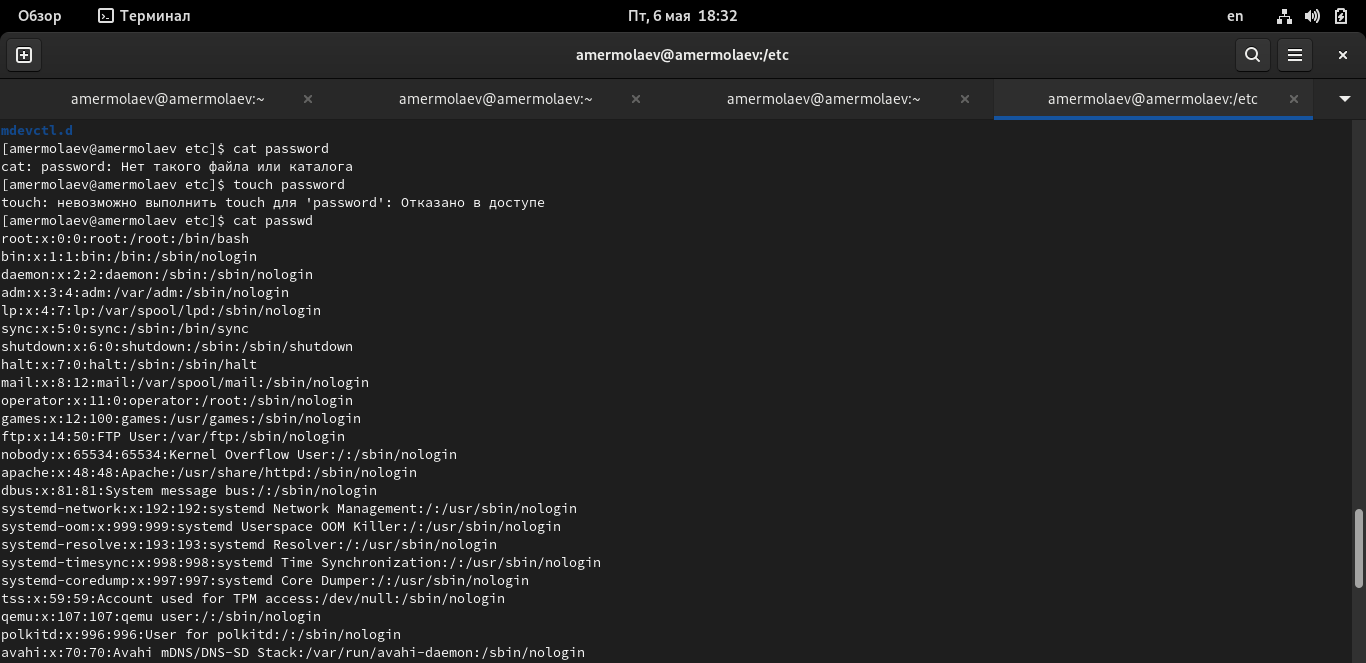 Обзор Терминал Пт, 6 мая 18:32 en
amermolaev@amermolaev:/etc
amermolaev@amermolaev:~ amermolaev@amermolaev:~ amermolaev@amermolaev:~ amermolaev@amermolaev:/etc
mdevctl.d
[amermolaev@amermolaev etc]$ cat password
cat: password: Нет такого файла или каталога
[amermolaev@amermolaev etc]$ touch password
touch: невозможно выполнить touch для 'password': Отказано в доступе
[amermolaev@amermolaev etc]$ cat passwd
root:x:0:0:root:/root:/bin/bash
bin:x:1:1:bin:/bin:/sbin/nologin
daemon:x:2:2:daemon:/sbin:/sbin/nologin
adm:x:3:4:adm:/var/adm:/sbin/nologin
lp:x:4:7:lp:/var/spool/lpd:/sbin/nologin
sync:x:5:0:sync:/sbin:/bin/sync
shutdown:x:6:0:shutdown:/sbin:/sbin/shutdown
halt:x:7:0:halt:/sbin:/sbin/halt
mail:x:8:12:mail:/var/spool/mail:/sbin/nologin
operator:x:11:0:operator:/root:/sbin/nologin
games:x:12:100:games:/usr/games:/sbin/nologin
ftp:x:14:50:FTP User:/var/ftp:/sbin/nologin
nobody:x:65534:65534:Kernel Overflow User:/:/sbin/nologin
apache:x:48:48:Apache:/usr/share/httpd:/sbin/nologin
dbus:x:81:81:System message bus:/:/sbin/nologin
systemd-network:x:192:192:systemd Network Management:/:/usr/sbin/nologin
systemd-oom:x:999:999:systemd Userspace OOM Killer:/:/usr/sbin/nologin
systemd-resolve:x:193:193:systemd Resolver:/:/usr/sbin/nologin
systemd-timesync:x:998:998:systemd Time Synchronization:/:/usr/sbin/nologin
systemd-coredump:x:997:997:systemd Core Dumper:/:/usr/sbin/nologin
tss:x:59:59:Account used for TPM access:/dev/null:/sbin/nologin
qemu:x:107:107:qemu user:/:/sbin/nologin
polkitd:x:996:996:User for polkitd:/:/sbin/nologin
avahi:x:70:70:Avahi mDNS/DNS-SD Stack:/var/run/avahi-daemon:/sbin/nologin